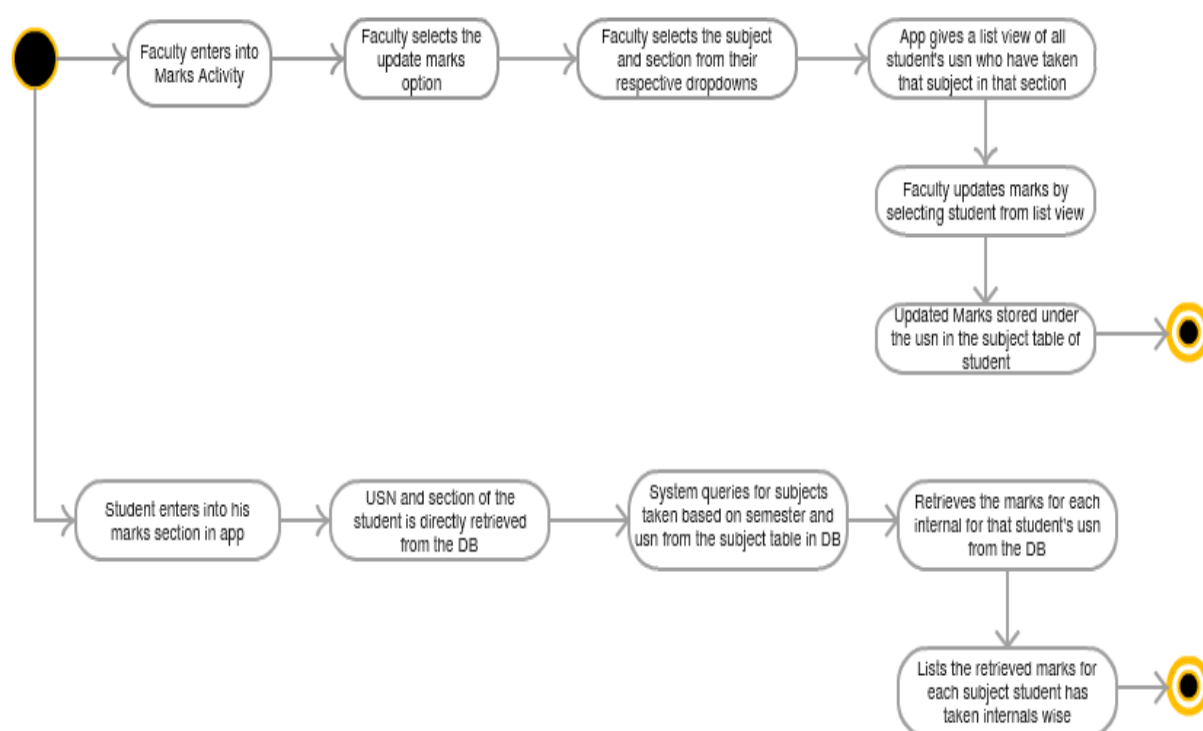 Faculty enters into
Marks Activity
Faculty selects the
update marks
option
Faculty selects the subject
and section from their
respective dropdowns
App gives a list view of all
student's usn who have taken
that subject in that section
Faculty updates marks by
selecting student from list view
Updated Marks stored under
the usn in the subject table of
student
Student enters into his
marks section in app
USN and section of the
student is directly retrieved
from the DB
System queries for subjects
taken based on semester and
usn from the subject table in DB
Retrieves the marks for each
internal for that student's usn
from the DB
Lists the retrieved marks for
each subject student has
taken internals wise